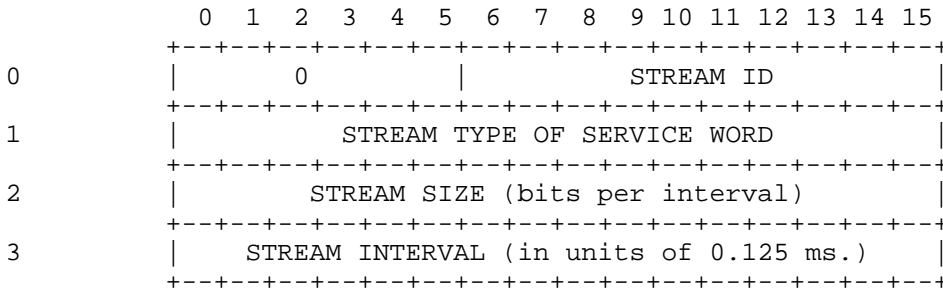 0 1 2 3 4 5 6 7 8 9 10 11 12 13 14 15
+--+--+--+--+--+--+--+--+--+--+--+--+--+--+--+--+
0 | 0 | STREAM ID |
+--+--+--+--+--+--+--+--+--+--+--+--+--+--+--+--+
1 | STREAM TYPE OF SERVICE WORD |
+--+--+--+--+--+--+--+--+--+--+--+--+--+--+--+--+
2 | STREAM SIZE (bits per interval) |
+--+--+--+--+--+--+--+--+--+--+--+--+--+--+--+--+
3 | STREAM INTERVAL (in units of 0.125 ms.) |
+--+--+--+--+--+--+--+--+--+--+--+--+--+--+--+--+